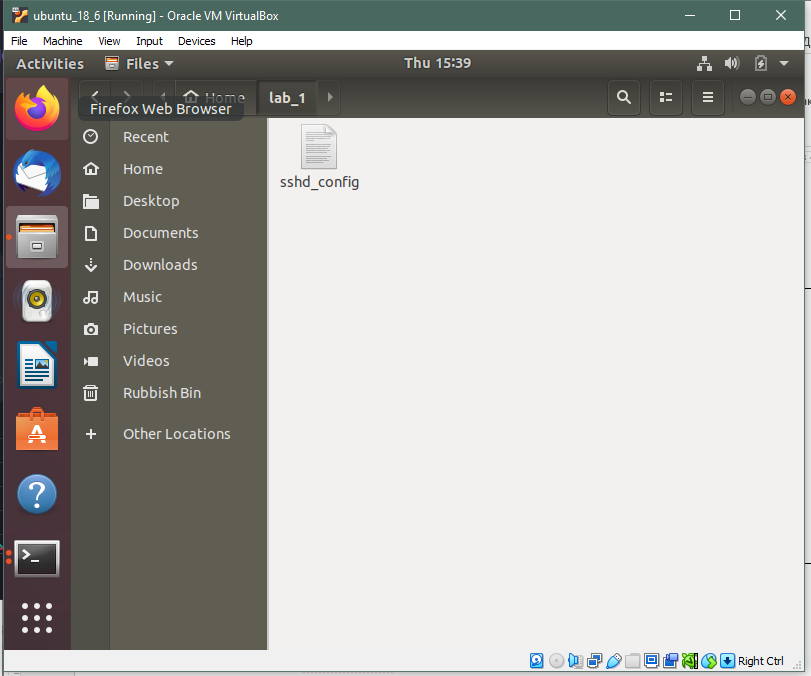 ubuntu_18_6 [Running] - Oracle VM VirtualBox
File Machine View Input Devices Help
Activities Files Thu 15:39
Home lab_1
Firefox Web Browser
Recent
Home
Desktop
Documents
Downloads
Music
Pictures
Videos
Rubbish Bin
Other Locations
sshd_config
Right Ctrl